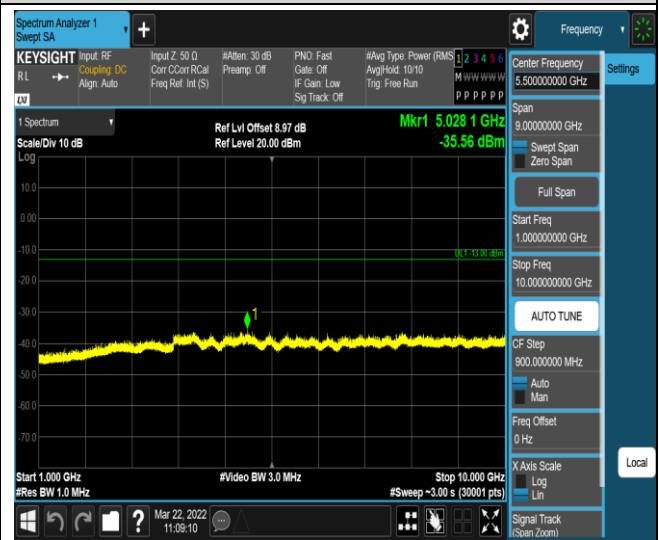 Spectrum Analyzer 1
Swept SA
Frequency
KEYSIGHT
RL
LXI
Input: RF
Coupling: DC
Align: Auto
Input Z: 50 Ω
Corr CCorr RCal
Freq Ref: Int (S)
#Atten: 30 dB
Preamp: Off
PNO: Fast
Gate: Off
IF Gain: Low
Sig Track: Off
#Avg Type: Power (RMS
Avg|Hold: 10/10
Trig: Free Run
1 2 3 4 5 6
M W W W W W
P P P P P P
1 Spectrum
Scale/Div 10 dB
Log
Ref Lvl Offset 8.97 dB
Ref Level 20.00 dBm
Mkr1 5.028 1 GHz
-35.56 dBm
10.0
0.00
-10.0
DL1 -13.00 dBm
-20.0
-30.0
1
-40.0
-50.0
-60.0
-70.0
Start 1.000 GHz
#Res BW 1.0 MHz
#Video BW 3.0 MHz
Stop 10.000 GHz
#Sweep ~3.00 s (30001 pts)
Mar 22, 2022
11:09:10
Center Frequency
5.500000000 GHz
Span
9.00000000 GHz
Swept Span
Zero Span
Full Span
Start Freq
1.000000000 GHz
Stop Freq
10.000000000 GHz
AUTO TUNE
CF Step
900.000000 MHz
Auto
Man
Freq Offset
0 Hz
X Axis Scale
Log
Lin
Signal Track
(Span Zoom)
Settings
Local